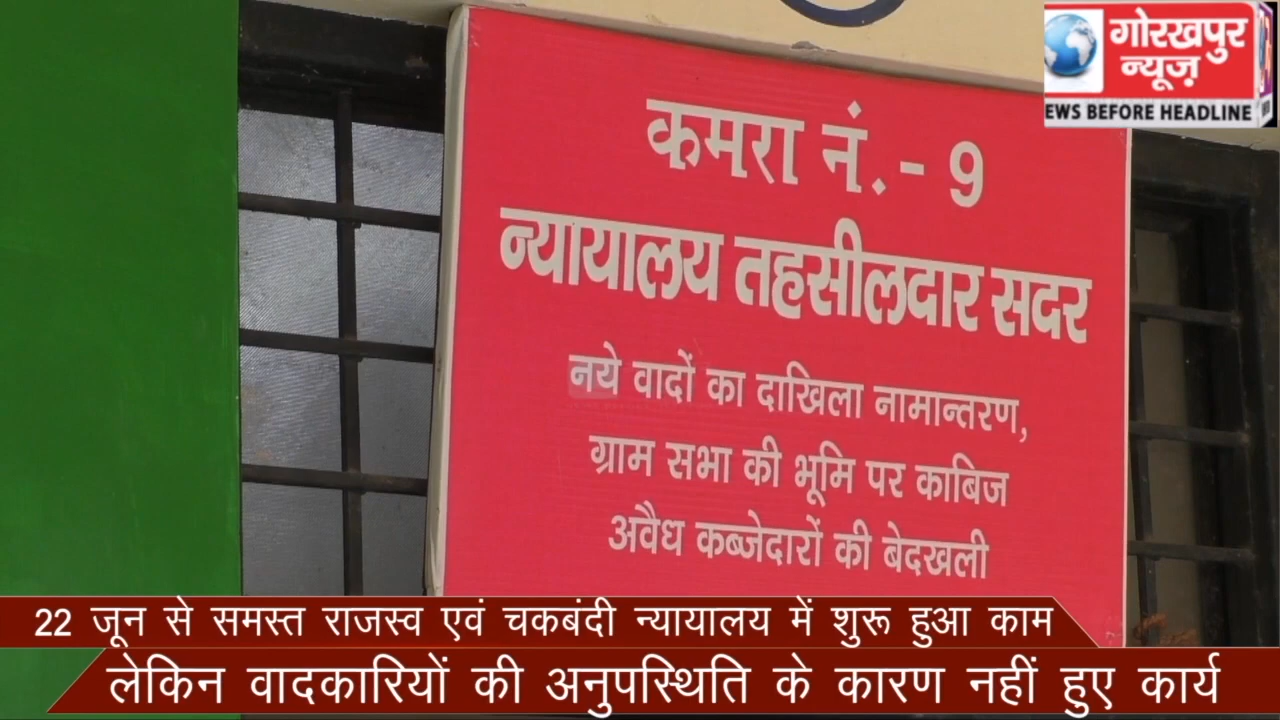 गोरखपुर
न्यूज़
EWS BEFORE HEADLINE
कमरा नं.- 9
न्यायालय तहसीलदार सदर
नये वादों का दाखिला नामान्तरण,
ग्राम सभा की भूमि पर काबिज
अवैध कब्जेदारों की बेदखली
22 जून से समस्त राजस्व एवं चकबंदी न्यायालय में शुरू हुआ काम
लेकिन वादकारियों की अनुपस्थिति के कारण नहीं हुए कार्य